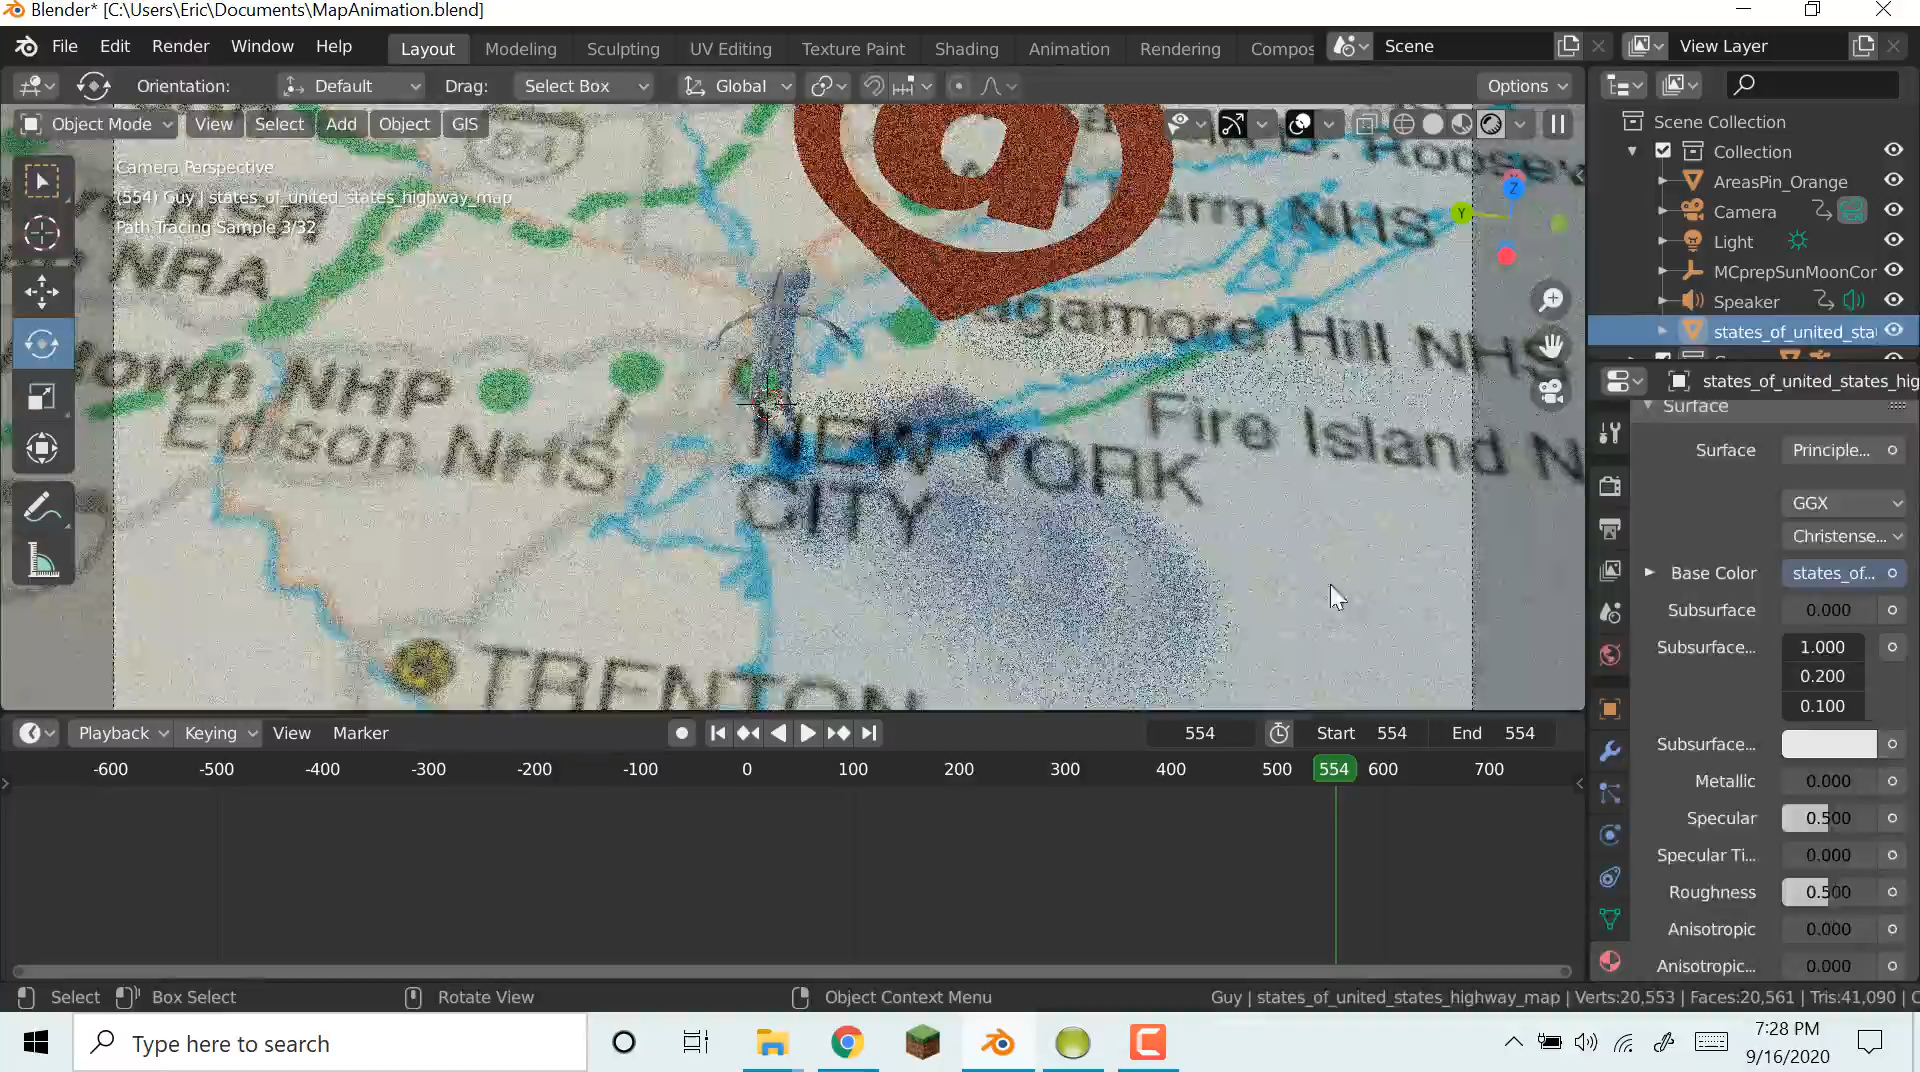 Blender* [C:\Users\Eric\Documents\MapAnimation.blend]
File Edit Render Window Help Layout Modeling Sculpting UV Editing Texture Paint Shading Animation Rendering Compos Scene View Layer
Orientation: Default Drag: Select Box Global Options
Object Mode View Select Add Object GIS
Camera Perspective
(554) Guy | states_of_united_states_highway_map
Path Tracing Sample 3/32
D. Roosev
arm NHS
NRA
agamore Hill NHS
own NHP
Edison NHS
Fire Island N
NEW YORK
CITY
TRENTON
Z
Y
Scene Collection
Collection
AreasPin_Orange
Camera
Light
MCprepSunMoonCor
Speaker
states_of_united_sta
states_of_united_states_hig
Surface
Surface Principle...
GGX
Christense...
Base Color states_of...
Subsurface 0.000
Subsurface... 1.000
0.200
0.100
Subsurface...
Metallic 0.000
Specular 0.500
Specular Ti... 0.000
Roughness 0.500
Anisotropic 0.000
Anisotropic... 0.000
Playback Keying View Marker 554 Start 554 End 554
-600 -500 -400 -300 -200 -100 0 100 200 300 400 500 554 600 700
Select Box Select Rotate View Object Context Menu Guy | states_of_united_states_highway_map | Verts:20,553 | Faces:20,561 | Tris:41,090 |
Type here to search
7:28 PM
9/16/2020